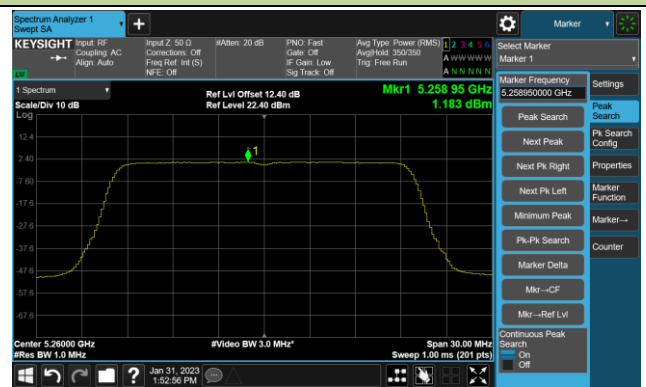 Spectrum Analyzer 1
Swept SA
Marker
KEYSIGHT
Input: RF
Coupling: AC
Align: Auto
Input Z: 50 Ω
Corrections: Off
Freq Ref: Int (S)
NFE: Off
#Atten: 20 dB
PNO: Fast
Gate: Off
IF Gain: Low
Sig Track: Off
Avg Type: Power (RMS)
Avg|Hold: 350/350
Trig: Free Run
1 2 3 4 5 6
A W W W W W
A N N N N N
LW
Select Marker
Marker 1
1 Spectrum
Ref Lvl Offset 12.40 dB
Mkr1 5.258 95 GHz
Scale/Div 10 dB
Ref Level 22.40 dBm
1.183 dBm
Log
12.4
2.40
-7.60
-17.6
-27.6
-37.6
-47.6
-57.6
-67.6
1
Center 5.26000 GHz
#Video BW 3.0 MHz*
Span 30.00 MHz
#Res BW 1.0 MHz
Sweep 1.00 ms (201 pts)
Marker Frequency
5.258950000 GHz
Peak Search
Next Peak
Next Pk Right
Next Pk Left
Minimum Peak
Pk-Pk Search
Marker Delta
Mkr→CF
Mkr→Ref Lvl
Continuous Peak
Search
On
Off
Settings
Peak
Search
Pk Search
Config
Properties
Marker
Function
Marker→
Counter
Jan 31, 2023
1:52:56 PM